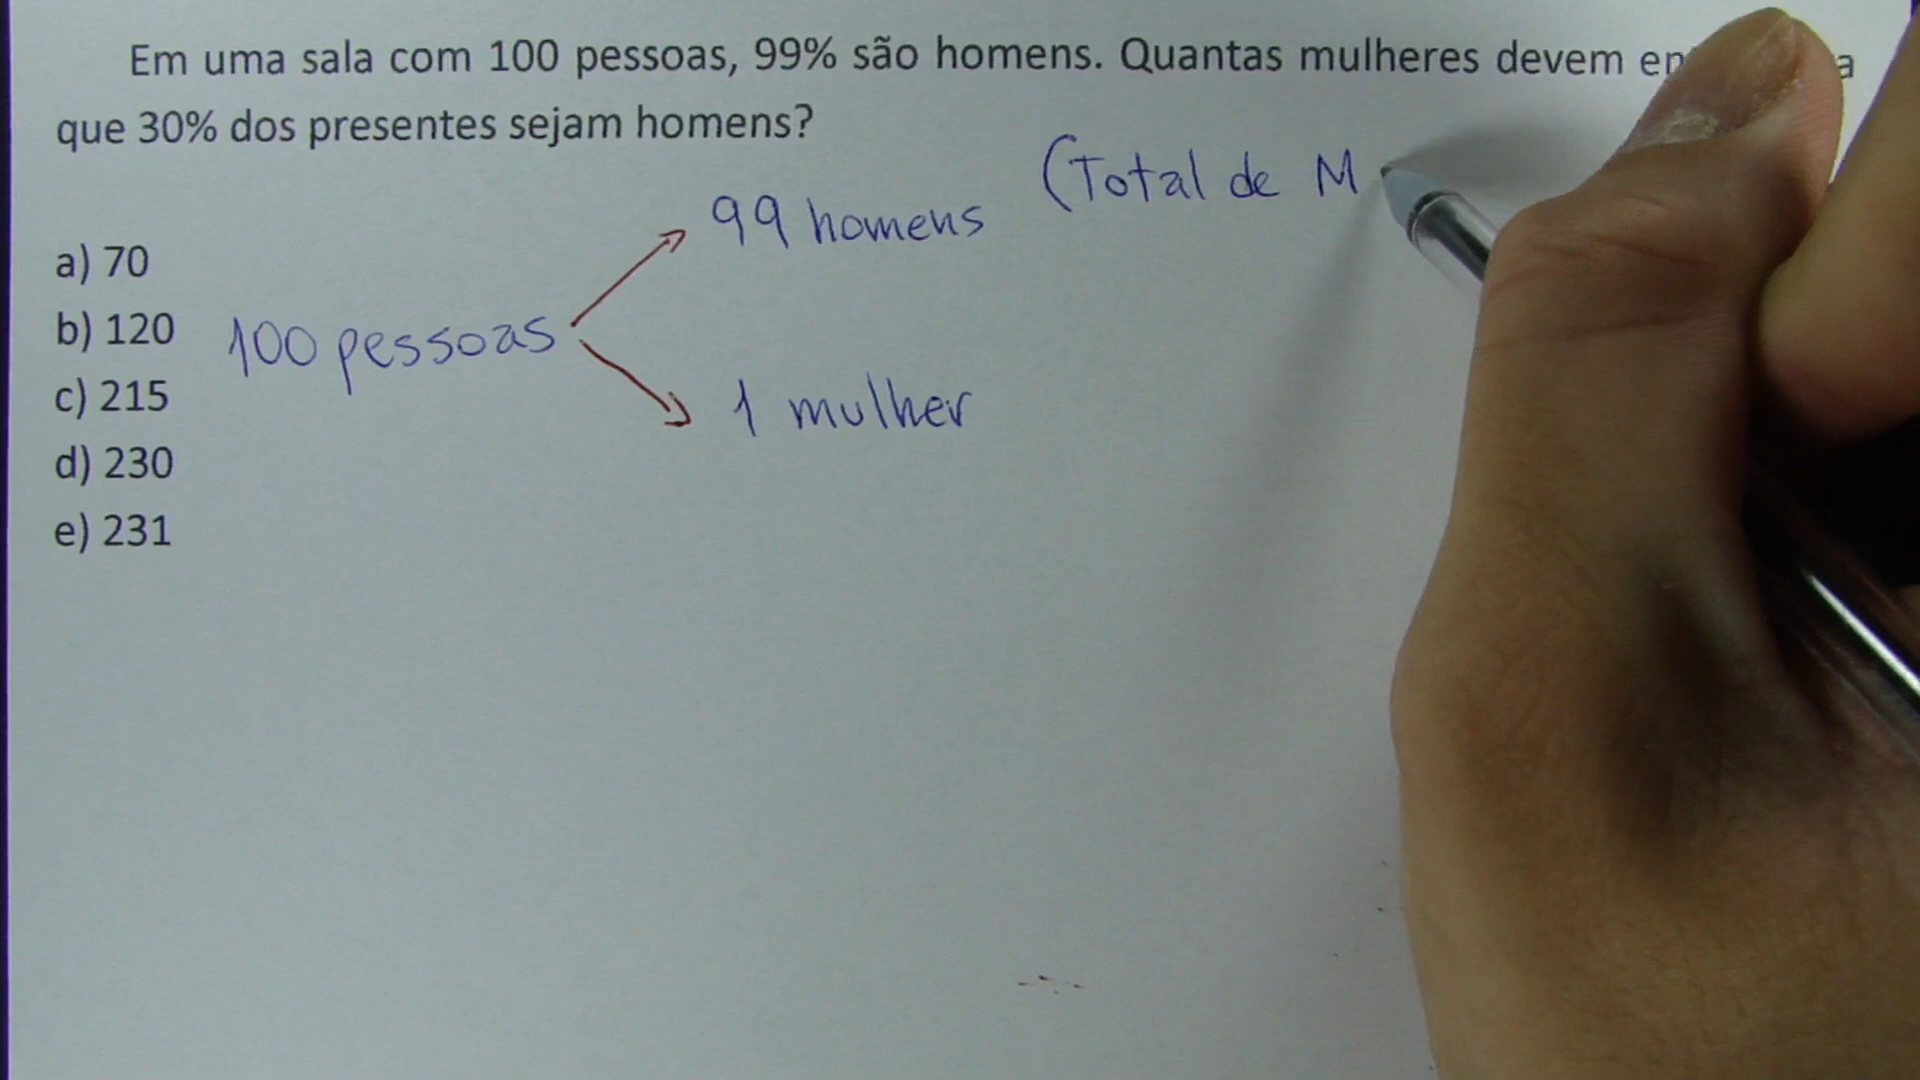 Em uma sala com 100 pessoas, 99% são homens. Quantas mulheres devem
que 30% dos presentes sejam homens?
(Total de M
99 homens
a) 70
b) 120
100 pessoas
c) 215
1 mulher
d) 230
e) 231